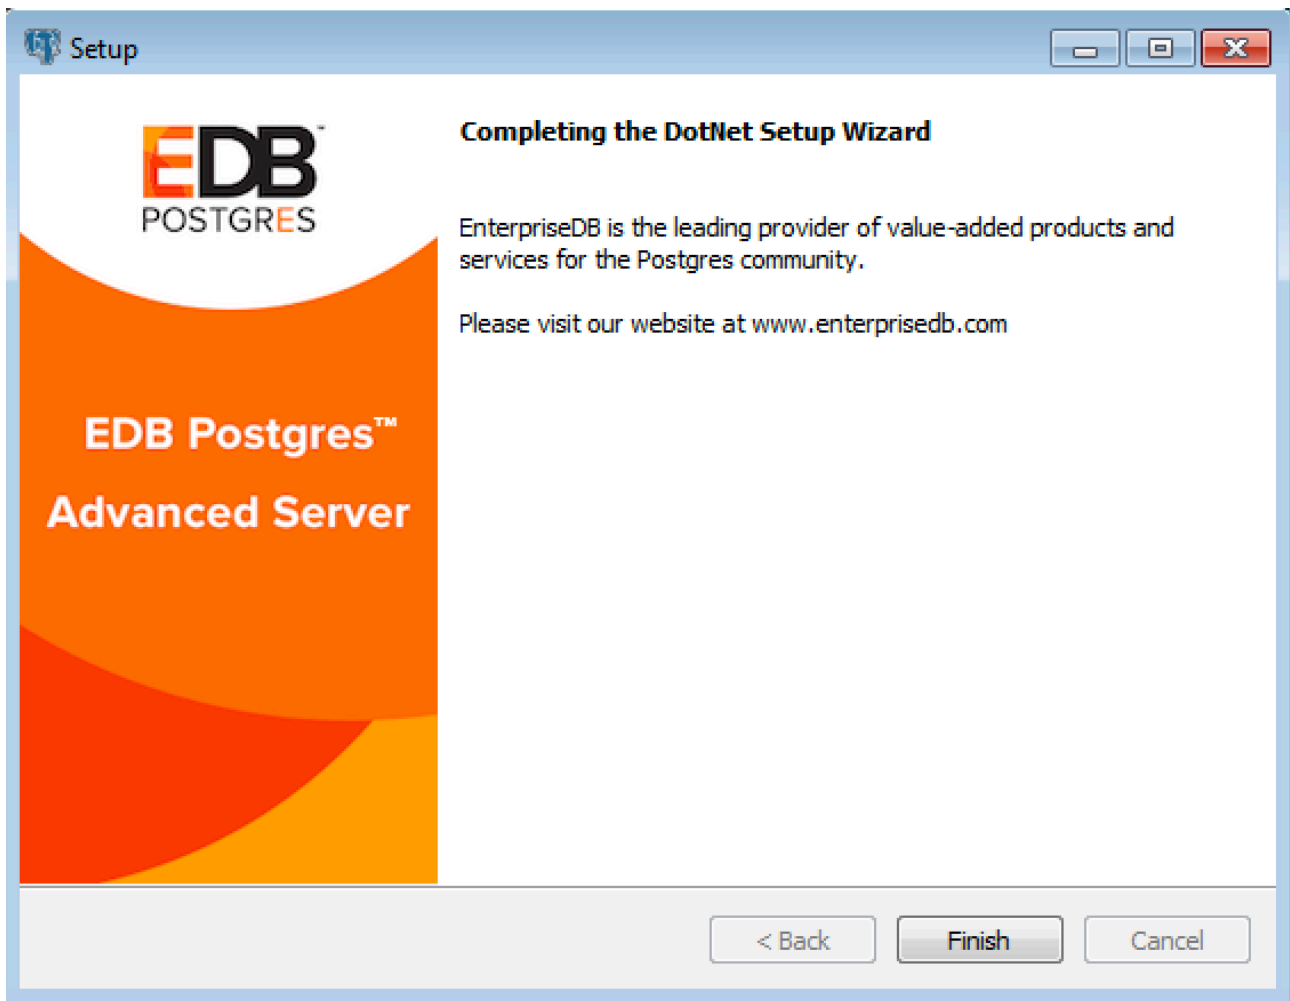 Setup
EDB™
POSTGRES
EDB Postgres™
Advanced Server
Completing the DotNet Setup Wizard
EnterpriseDB is the leading provider of value-added products and
services for the Postgres community.
Please visit our website at www.enterprisedb.com
< Back
Finish
Cancel